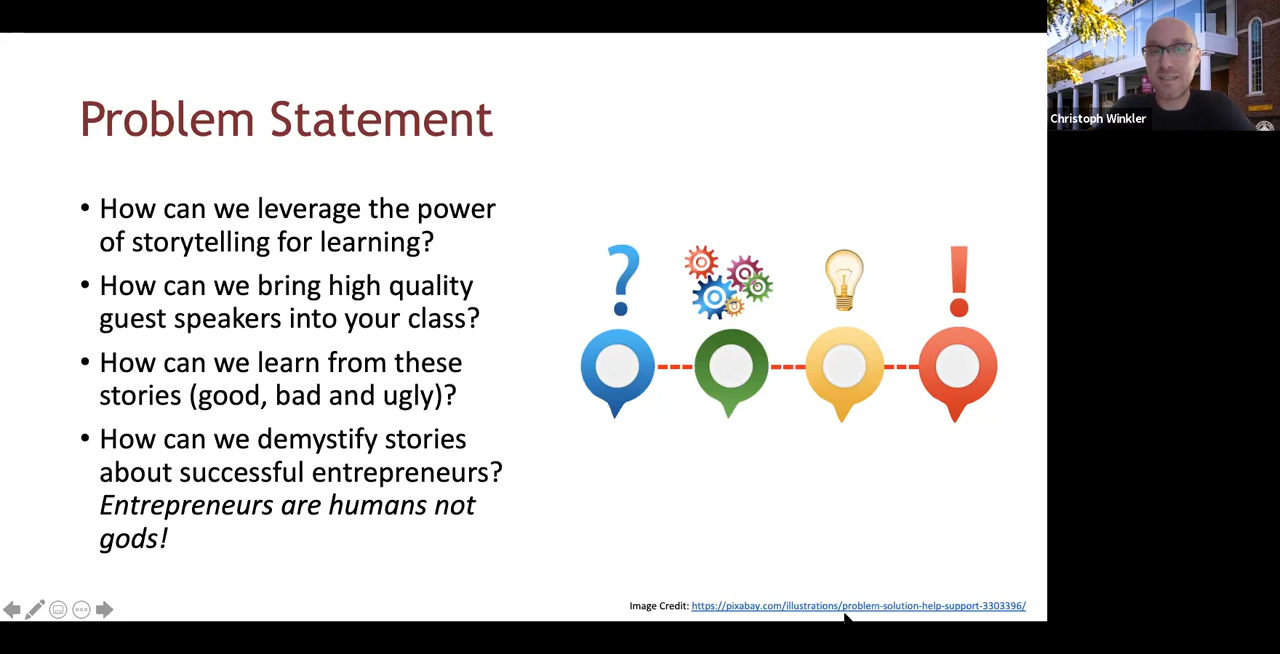 Problem Statement
• How can we leverage the power
of storytelling for learning?
• How can we bring high quality
guest speakers into your class?
• How can we learn from these
stories (good, bad and ugly)?
• How can we demystify stories
about successful entrepreneurs?
Entrepreneurs are humans not
gods!
?
!
Image Credit: https://pixabay.com/illustrations/problem-solution-help-support-3303396/
Christoph Winkler